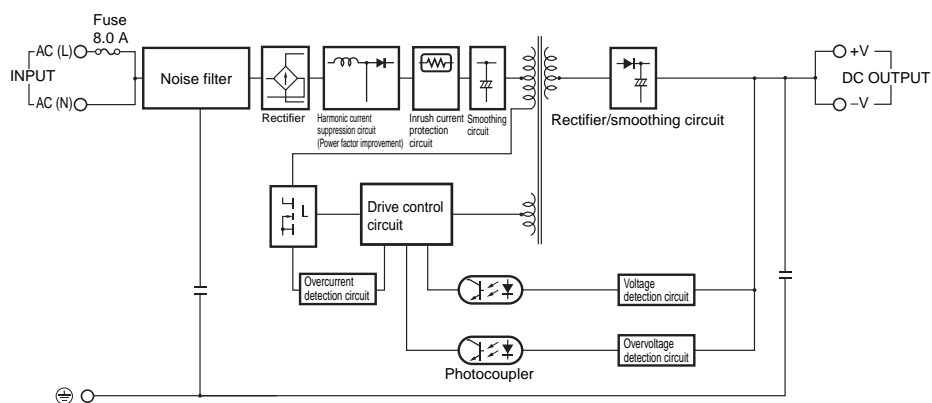 Fuse
8.0 A
AC (L)
INPUT
AC (N)
Noise filter
Rectifier
Harmonic current
suppression circuit
(Power factor improvement)
Inrush current
protection
circuit
Smoothing
circuit
Rectifier/smoothing circuit
+V
DC OUTPUT
−V
Drive control
circuit
Overcurrent
detection circuit
Voltage
detection circuit
Overvoltage
detection circuit
Photocoupler